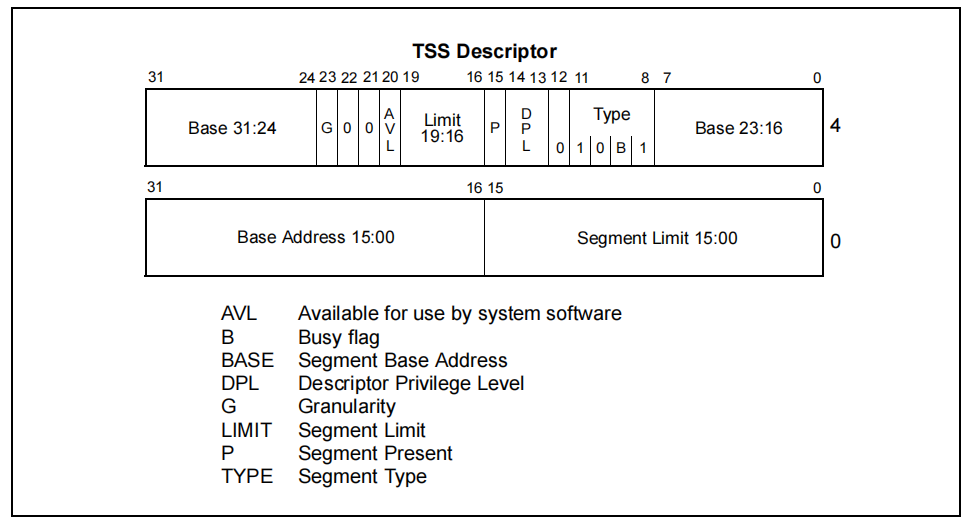 TSS Descriptor
31 24 23 22 21 20 19 16 15 14 13 12 11 8 7 0
Base 31:24 G 0 0 AVL Limit 19:16 P DPL Type Base 23:16 4
0 1 0 B 1
31 16 15 0
Base Address 15:00 Segment Limit 15:00 0
AVL Available for use by system software
B Busy flag
BASE Segment Base Address
DPL Descriptor Privilege Level
G Granularity
LIMIT Segment Limit
P Segment Present
TYPE Segment Type